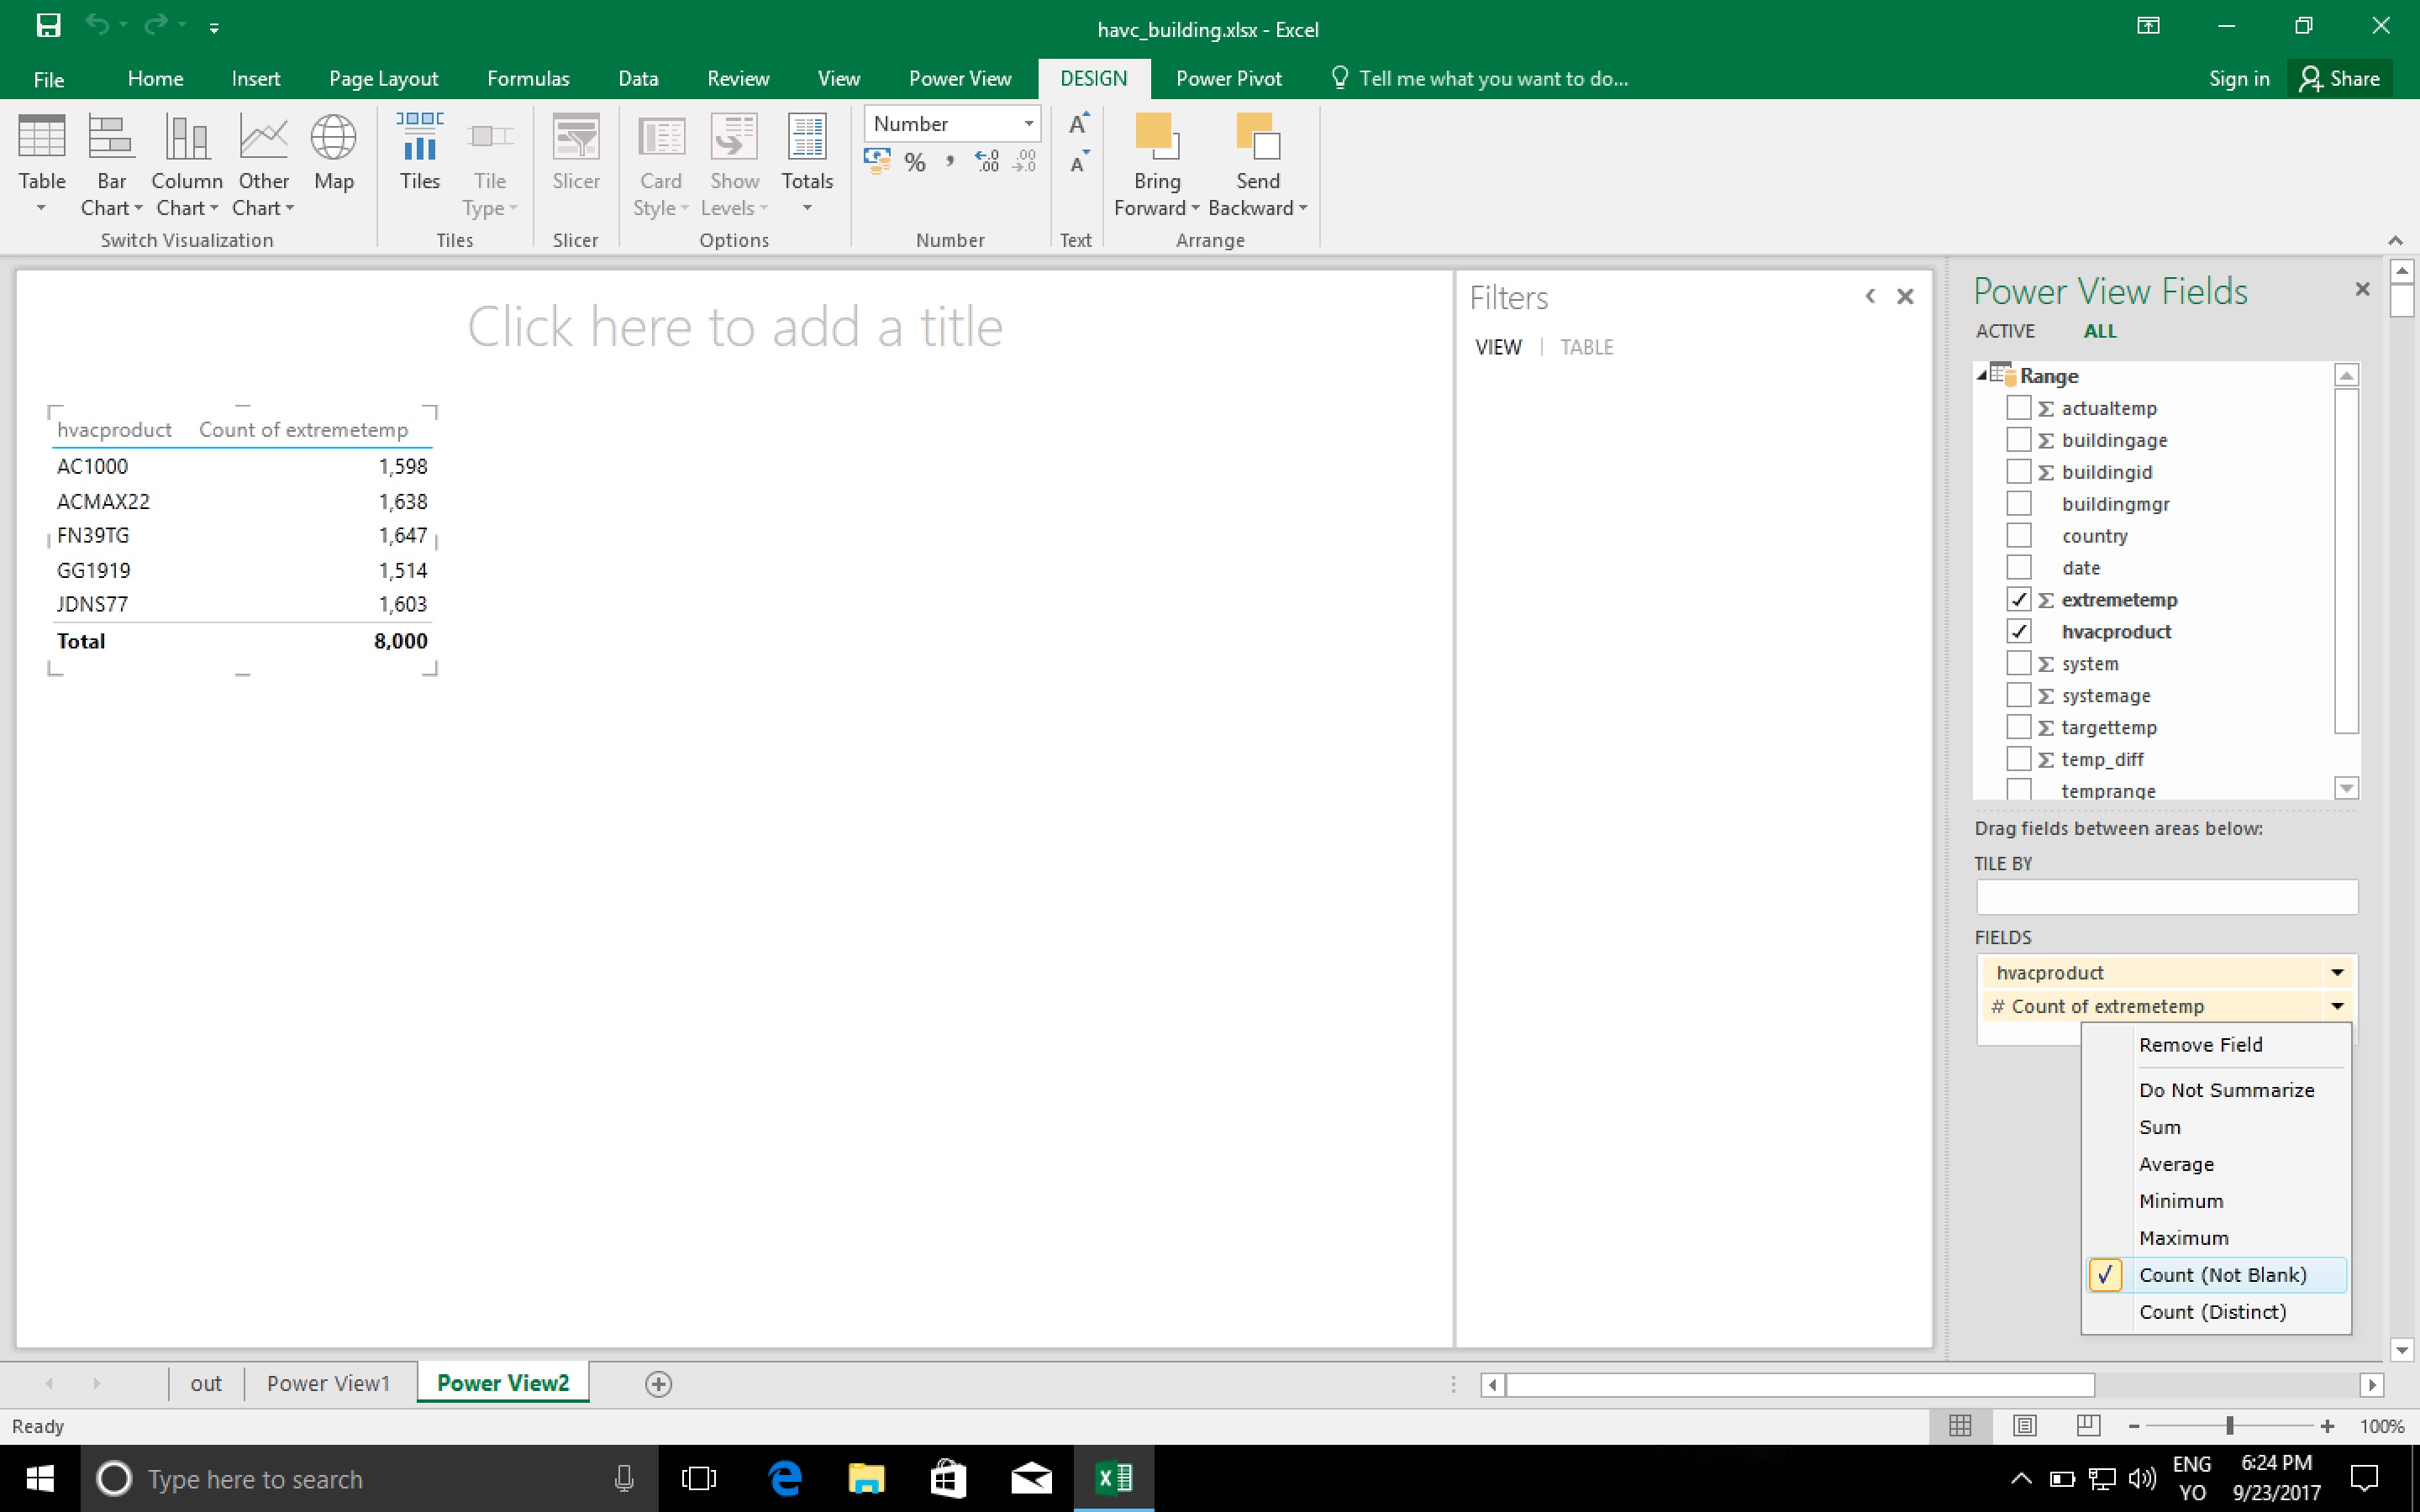 havc_building.xlsx - Excel
File Home Insert Page Layout Formulas Data Review View Power View DESIGN Power Pivot Tell me what you want to do... Sign in Share
Table
Bar Chart
Column Chart
Other Chart
Map
Switch Visualization
Tiles
Tile Type
Tiles
Slicer
Slicer
Card Style
Show Levels
Totals
Options
Number
% , .0 .00 .00 .0
Number
A A
Text
Bring Forward
Send Backward
Arrange
Click here to add a title
hvacproduct Count of extremetemp
AC1000 1,598
ACMAX22 1,638
FN39TG 1,647
GG1919 1,514
JDNS77 1,603
Total 8,000
Filters
VIEW | TABLE
Power View Fields
ACTIVE ALL
Range
Σ actualtemp
Σ buildingage
Σ buildingid
buildingmgr
country
date
Σ extremetemp
hvacproduct
Σ system
Σ systemage
Σ targettemp
Σ temp_diff
temprange
Drag fields between areas below:
TILE BY
FIELDS
hvacproduct
# Count of extremetemp
Remove Field
Do Not Summarize
Sum
Average
Minimum
Maximum
Count (Not Blank)
Count (Distinct)
out Power View1 Power View2
Ready
100%
Type here to search
ENG
YO
6:24 PM
9/23/2017